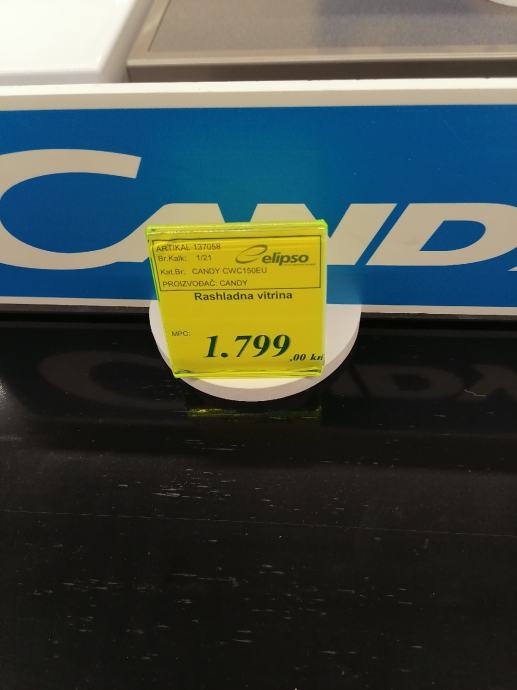 CANDY
ARTIKAL 137058
Br.Kalk: 1/21
elipso
Kat.Br. CANDY CWC150EU
PROIZVOĐAČ: CANDY
Rashladna vitrina
MPC:
1.799,00 kn